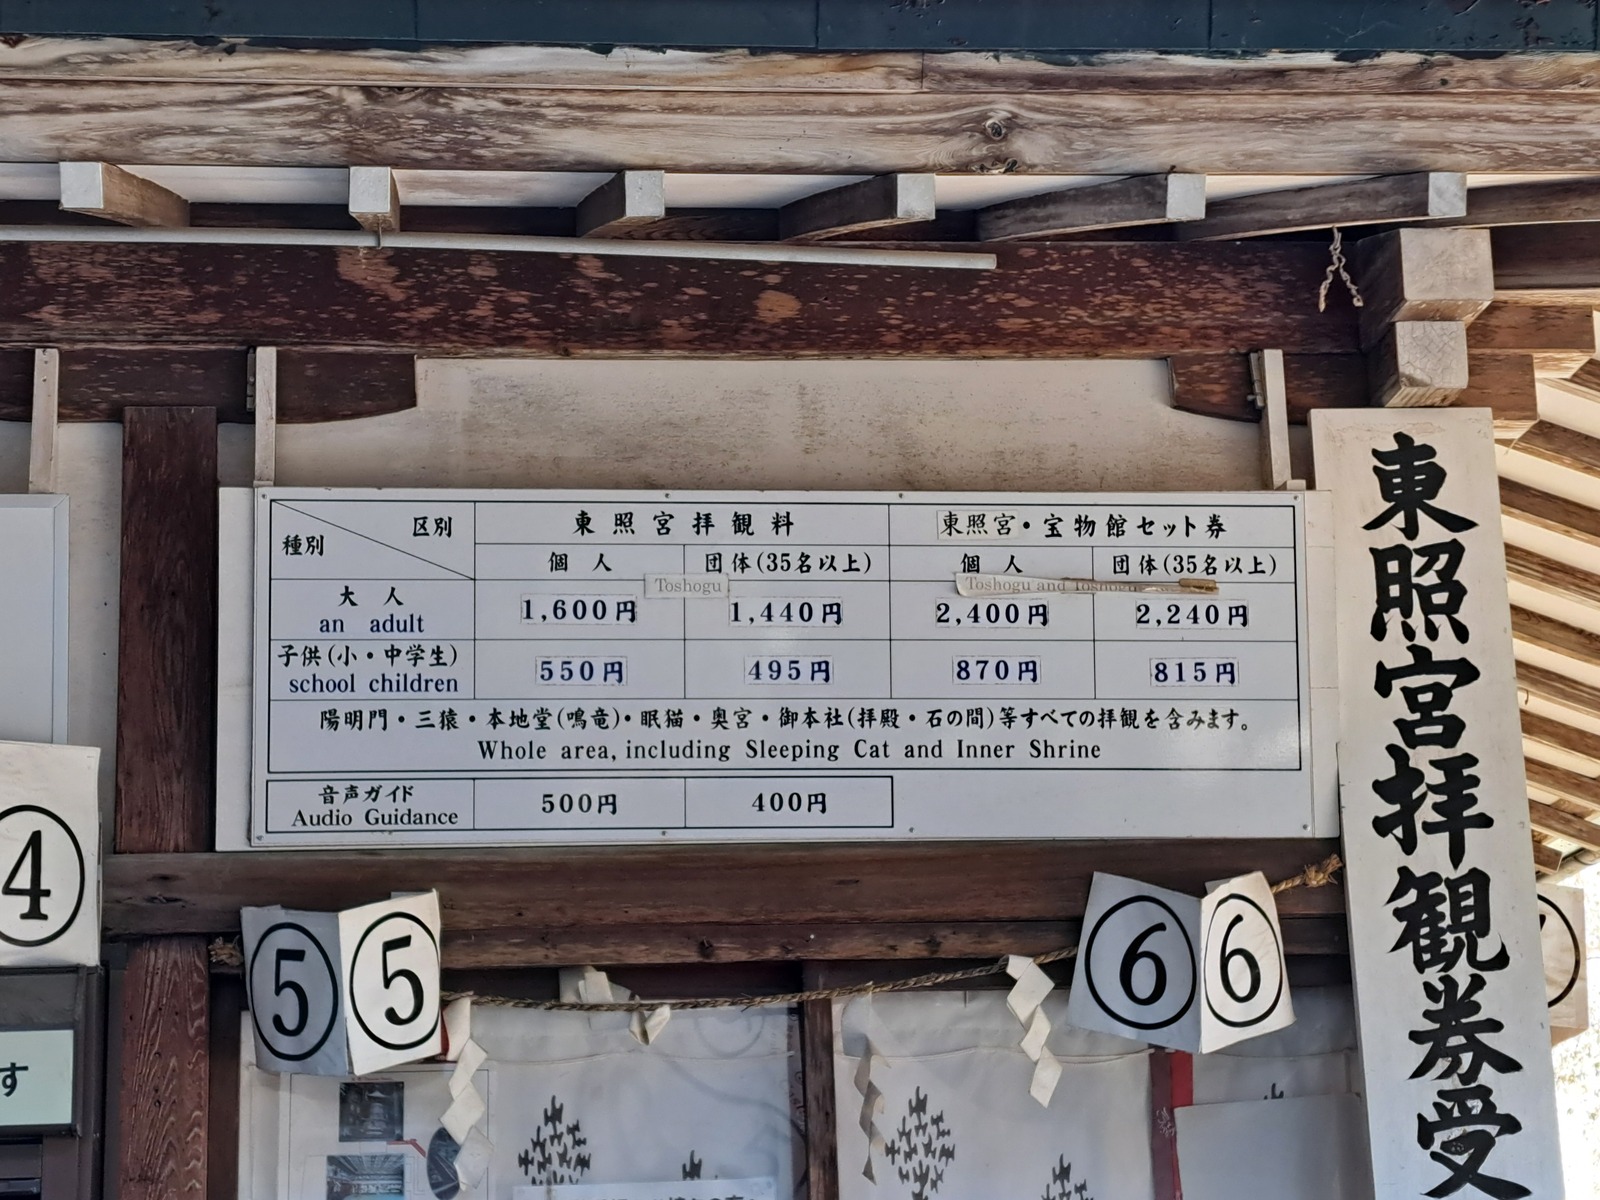 区別
種別
東照宮拝観料
東照宮・宝物館セット券
個人 団体(35名以上) 個人 団体(35名以上)
Toshogu
Toshogu and Toshogu
大人 1,600円 1,440円 2,400円 2,240円
an adult
子供(小・中学生) 550円 495円 870円 815円
school children
陽明門・三猿・本地堂(鳴竜)・眠猫・奥宮・御本社(拝殿・石の間)等すべての拝観を含みます。
Whole area, including Sleeping Cat and Inner Shrine
音声ガイド 500円 400円
Audio Guidance
東照宮拝観券受
④
⑤ ⑤
⑥ ⑥
す